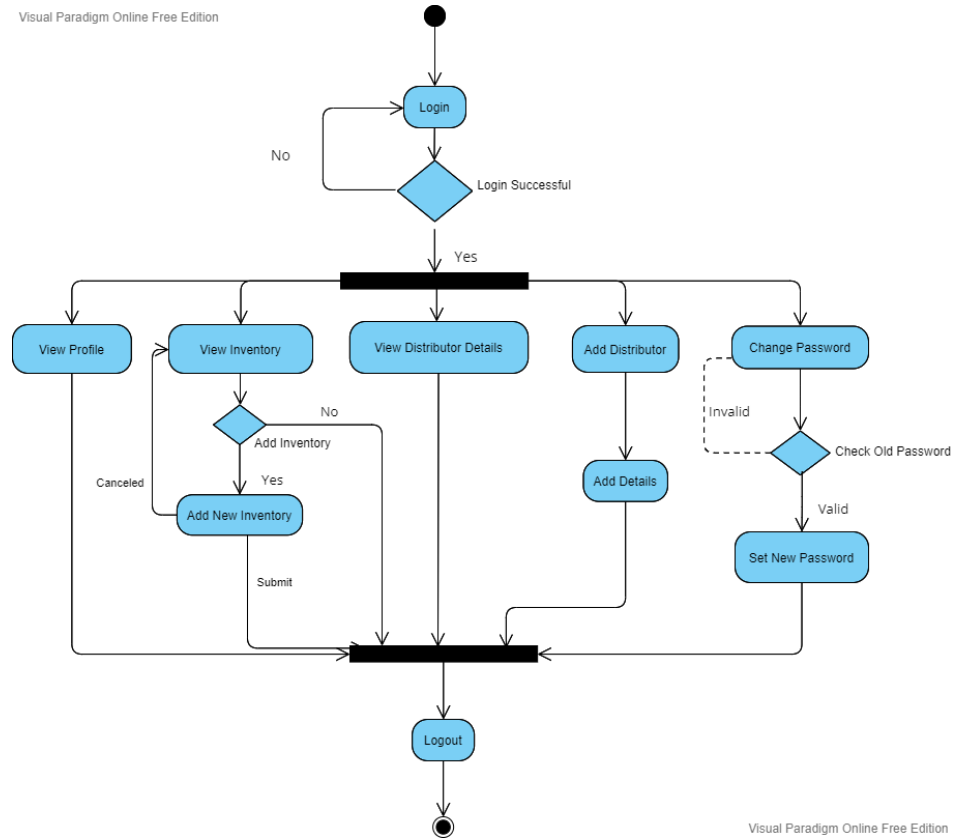 Visual Paradigm Online Free Edition
Login
No
Login Successful
Yes
View Profile
View Inventory
View Distributor Details
Add Distributor
Change Password
No
Invalid
Add Inventory
Check Old Password
Canceled
Yes
Add Details
Add New Inventory
Valid
Set New Password
Submit
Logout
Visual Paradigm Online Free Edition